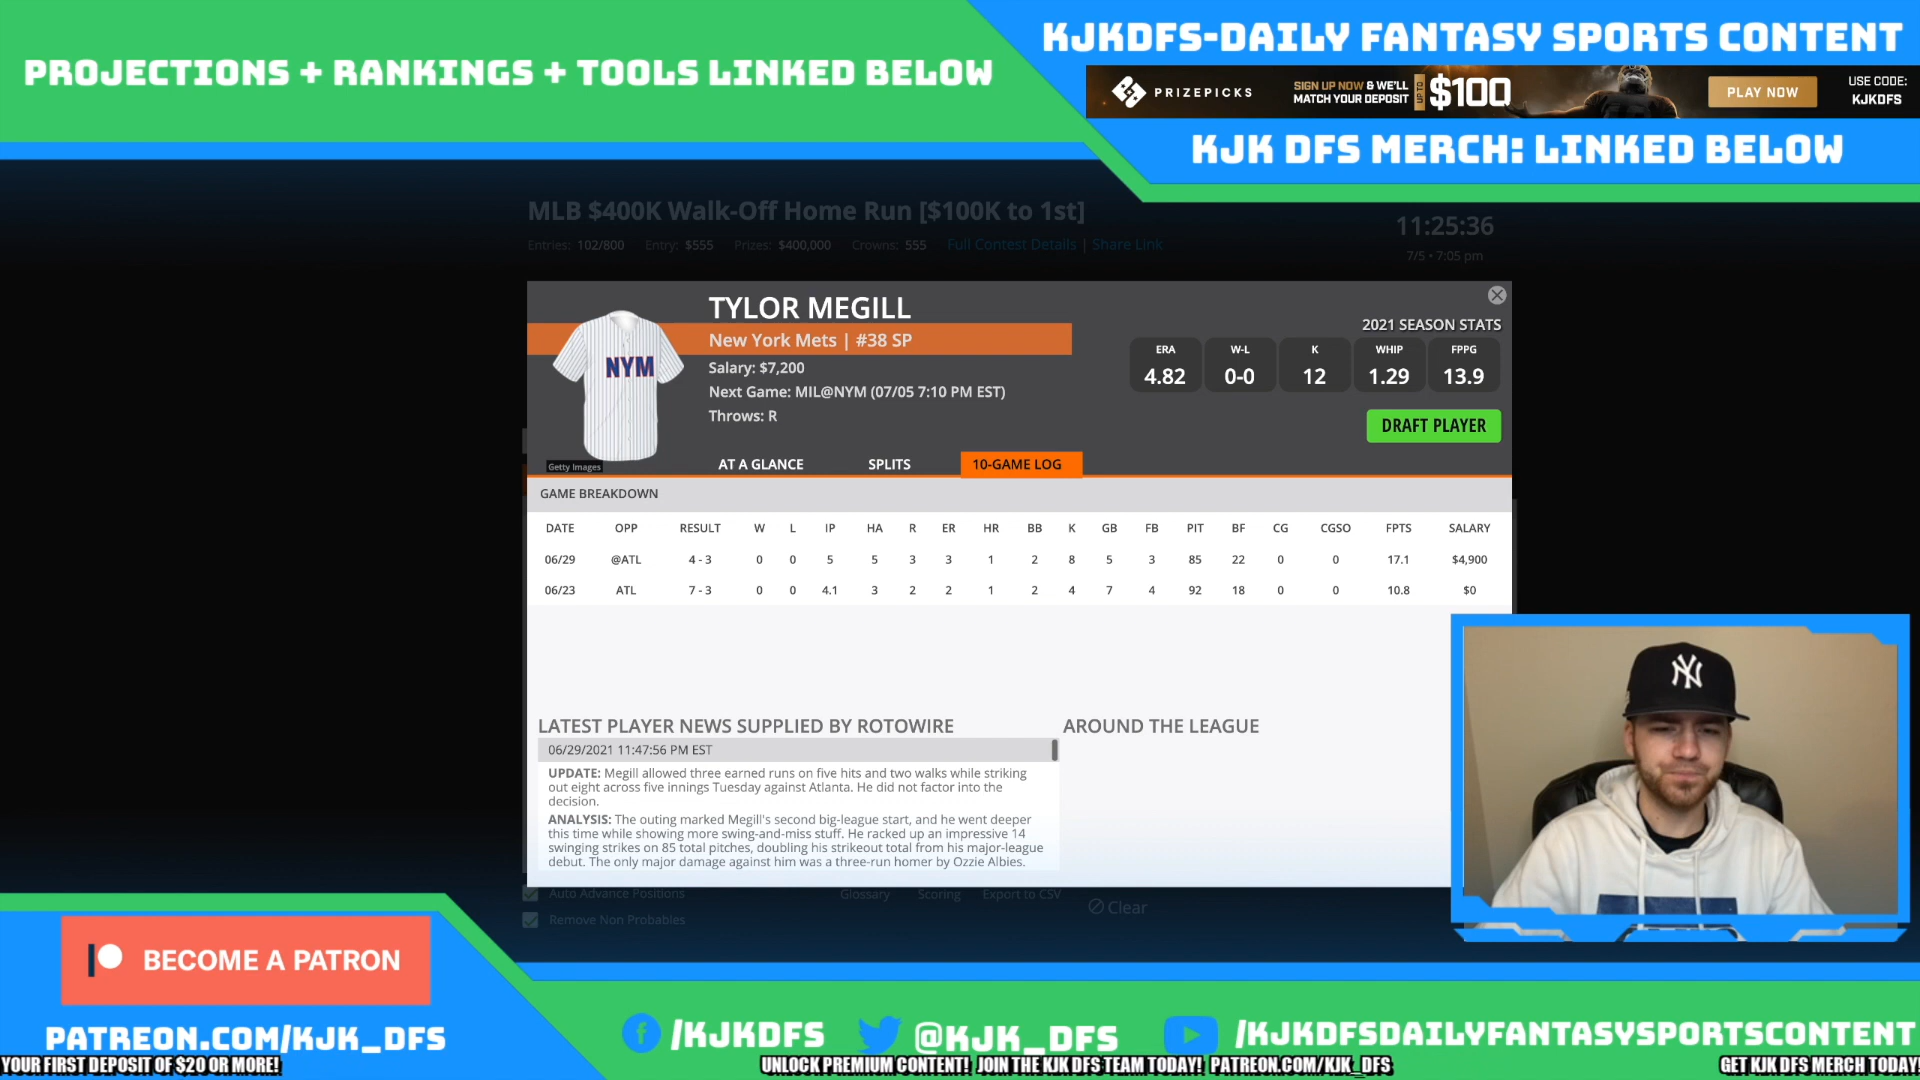 PROJECTIONS + RANKINGS + TOOLS LINKED BELOW
KJKDFS-DAILY FANTASY SPORTS CONTENT
PRIZEPICKS
SIGN UP NOW & WE'LL
MATCH YOUR DEPOSIT
UP TO
$100
PLAY NOW
USE CODE:
KJKDFS
KJK DFS MERCH: LINKED BELOW
MLB $400K Walk-Off Home Run [$100K to 1st]
11:25:36
Entries: 102/800 Entry: $555 Prizes: $400,000 Crowns: 555 Full Contest Details | Share Link
7/5 • 7:05 pm
TYLOR MEGILL
New York Mets | #38 SP
Salary: $7,200
Next Game: MIL@NYM (07/05 7:10 PM EST)
Throws: R
NYM
Getty Images
2021 SEASON STATS
ERA W-L K WHIP FPPG
4.82 0-0 12 1.29 13.9
DRAFT PLAYER
AT A GLANCE SPLITS 10-GAME LOG
GAME BREAKDOWN
DATE OPP RESULT W L IP HA R ER HR BB K GB FB PIT BF CG CGSO FPTS SALARY
06/29 @ATL 4 - 3 0 0 5 5 3 3 1 2 8 5 3 85 22 0 0 17.1 $4,900
06/23 ATL 7 - 3 0 0 4.1 3 2 2 1 2 4 7 4 92 18 0 0 10.8 $0
LATEST PLAYER NEWS SUPPLIED BY ROTOWIRE
AROUND THE LEAGUE
06/29/2021 11:47:56 PM EST
UPDATE: Megill allowed three earned runs on five hits and two walks while striking
out eight across five innings Tuesday against Atlanta. He did not factor into the
decision.
ANALYSIS: The outing marked Megill's second big-league start, and he went deeper
this time while showing more swing-and-miss stuff. He racked up an impressive 14
swinging strikes on 85 total pitches, doubling his strikeout total from his major-league
debut. The only major damage against him was a three-run homer by Ozzie Albies.
Auto Advance Positions
Glossary Scoring Export to CSV
Clear
Remove Non Probables
NY
BECOME A PATRON
PATREON.COM/KJK_DFS
/KJKDFS
@KJK_DFS
/KJKDFSDAILYFANTASYSPORTSCONTENT
YOUR FIRST DEPOSIT OF $20 OR MORE!
UNLOCK PREMIUM CONTENT! JOIN THE KJK DFS TEAM TODAY! PATREON.COM/KJK_DFS
GET KJK DFS MERCH TODAY!